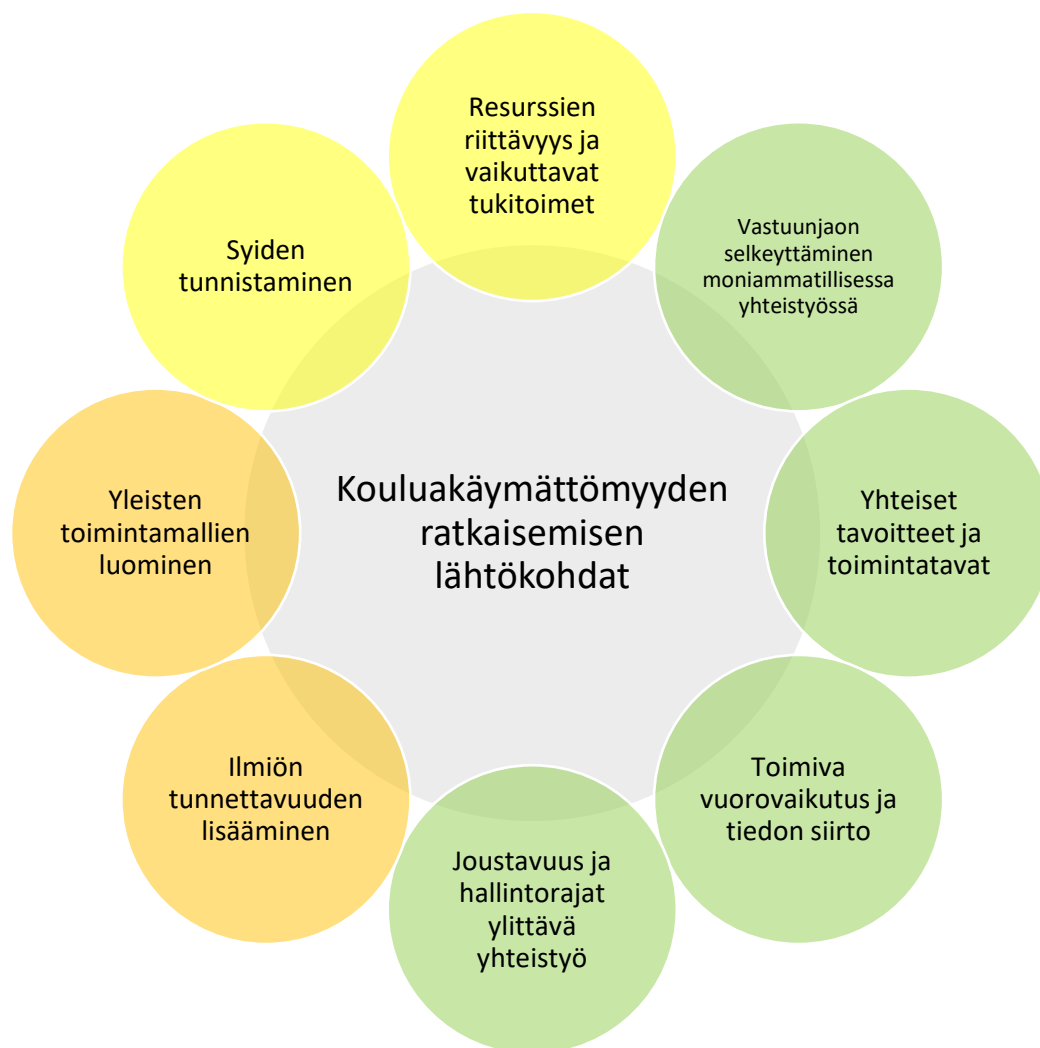 Resurssien
riittävyys ja
vaikuttavat
tukitoimet
Vastuunjaon
selkeyttäminen
moniammatillisessa
yhteistyössä
Yhteiset
tavoitteet ja
toimintatavat
Toimiva
vuorovaikutus ja
tiedon siirto
Joustavuus ja
hallintorajat
ylittävä
yhteistyö
Ilmiön
tunnettavuuden
lisääminen
Yleisten
toimintamallien
luominen
Syiden
tunnistaminen
Kouluakäymättömyyden
ratkaisemisen
lähtökohdat